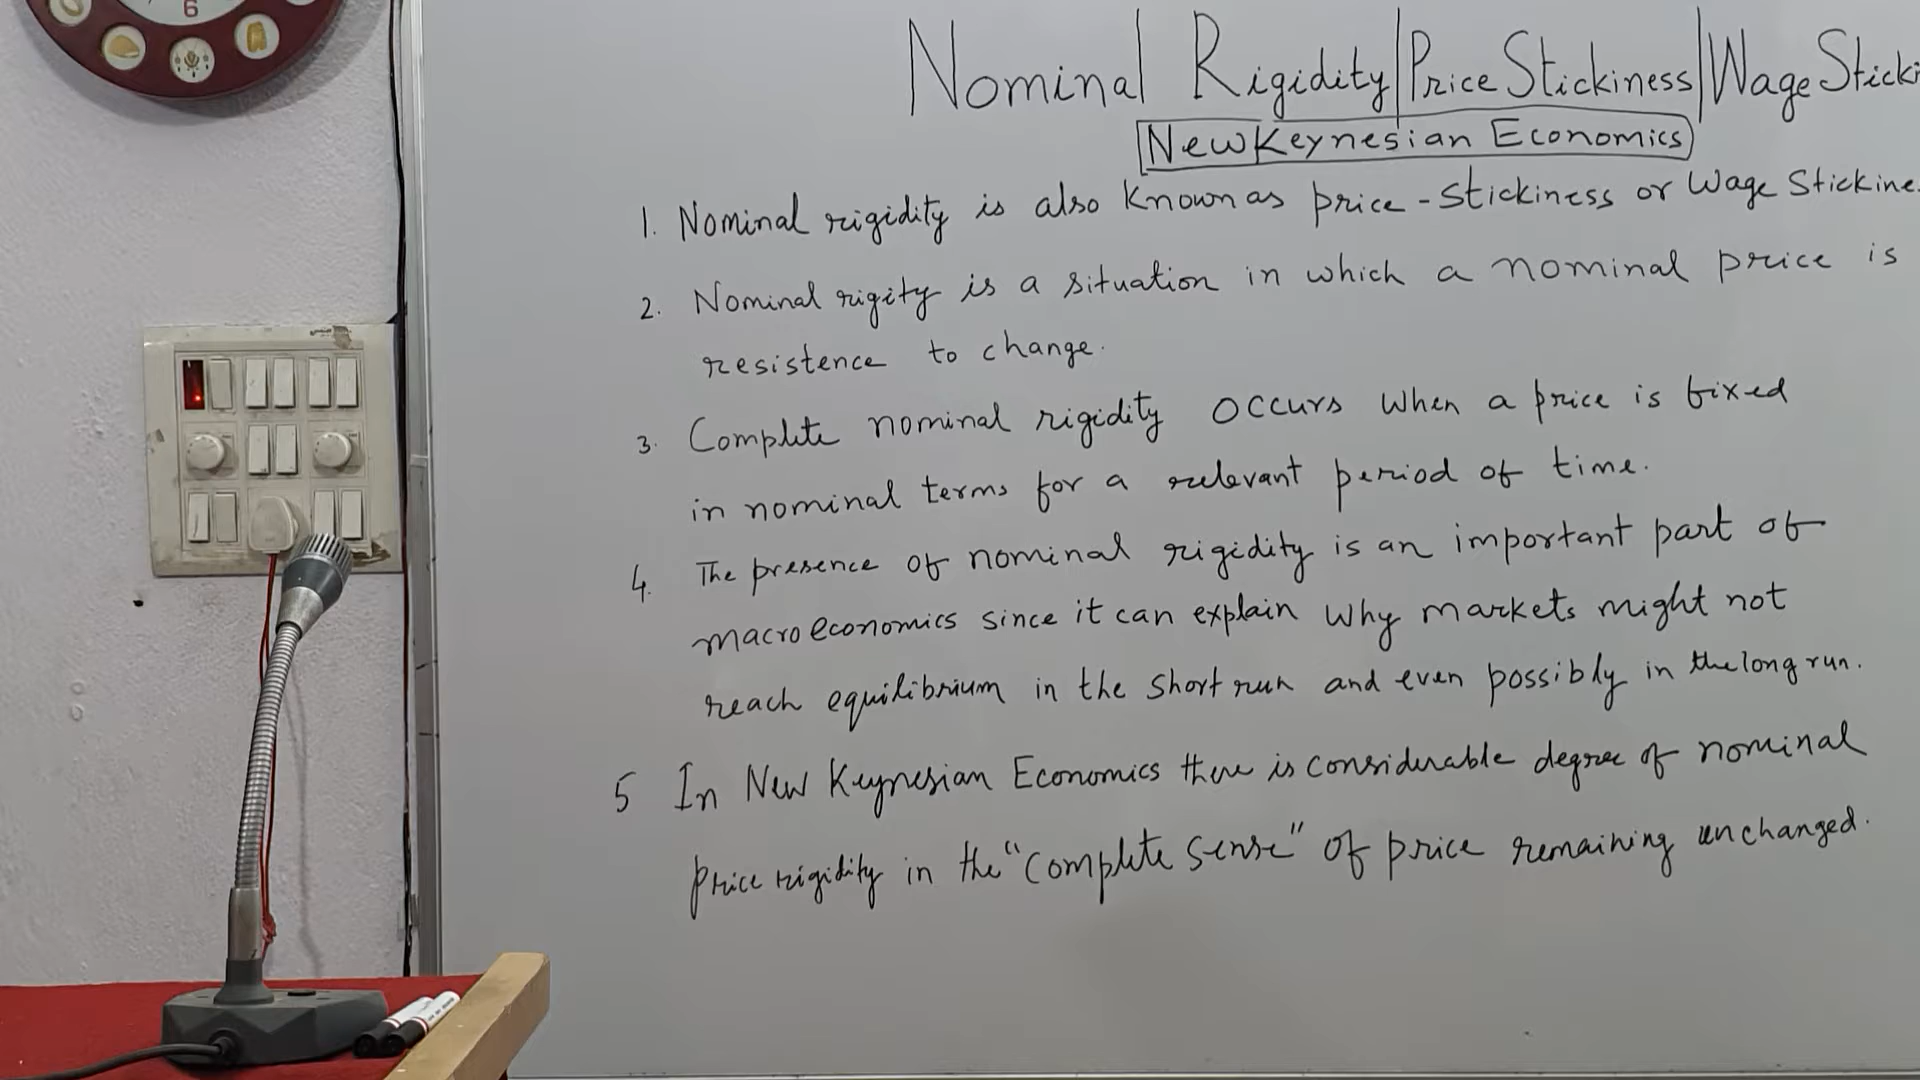 6
Nominal Rigidity|Price Stickiness|Wage Sticki
New Keynesian Economics
1. Nominal rigidity is also known as price-stickiness or Wage Stickine
2. Nominal rigity is a situation in which a nominal price is
resistence to change.
3. Complete nominal rigidity occurs when a price is fixed
in nominal terms for a relevant period of time.
4. The presence of nominal rigidity is an important part of
macroeconomics since it can explain why markets might not
reach equilibrium in the short run and even possibly in the long run.
5 In New Keynesian Economics there is considerable degree of nominal
price rigidity in the "complete sense" of price remaining unchanged.